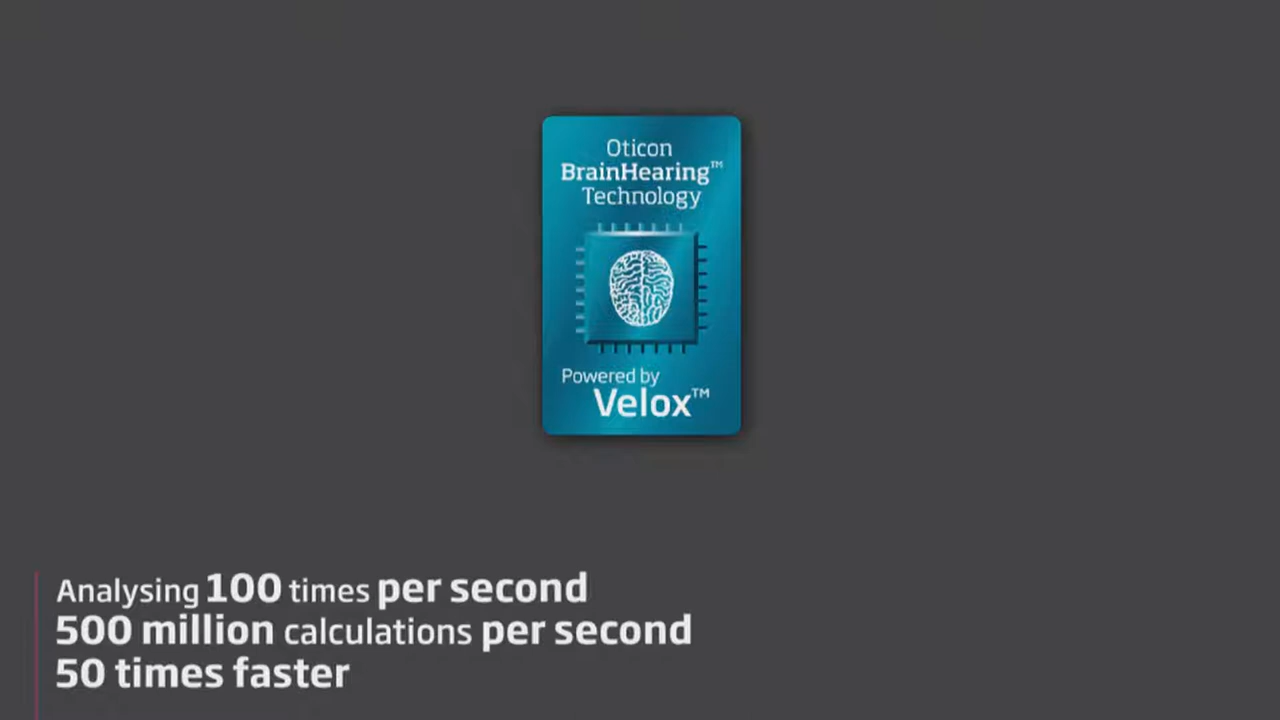 Oticon
BrainHearing™
Technology
Powered by
Velox™
Analysing 100 times per second
500 million calculations per second
50 times faster